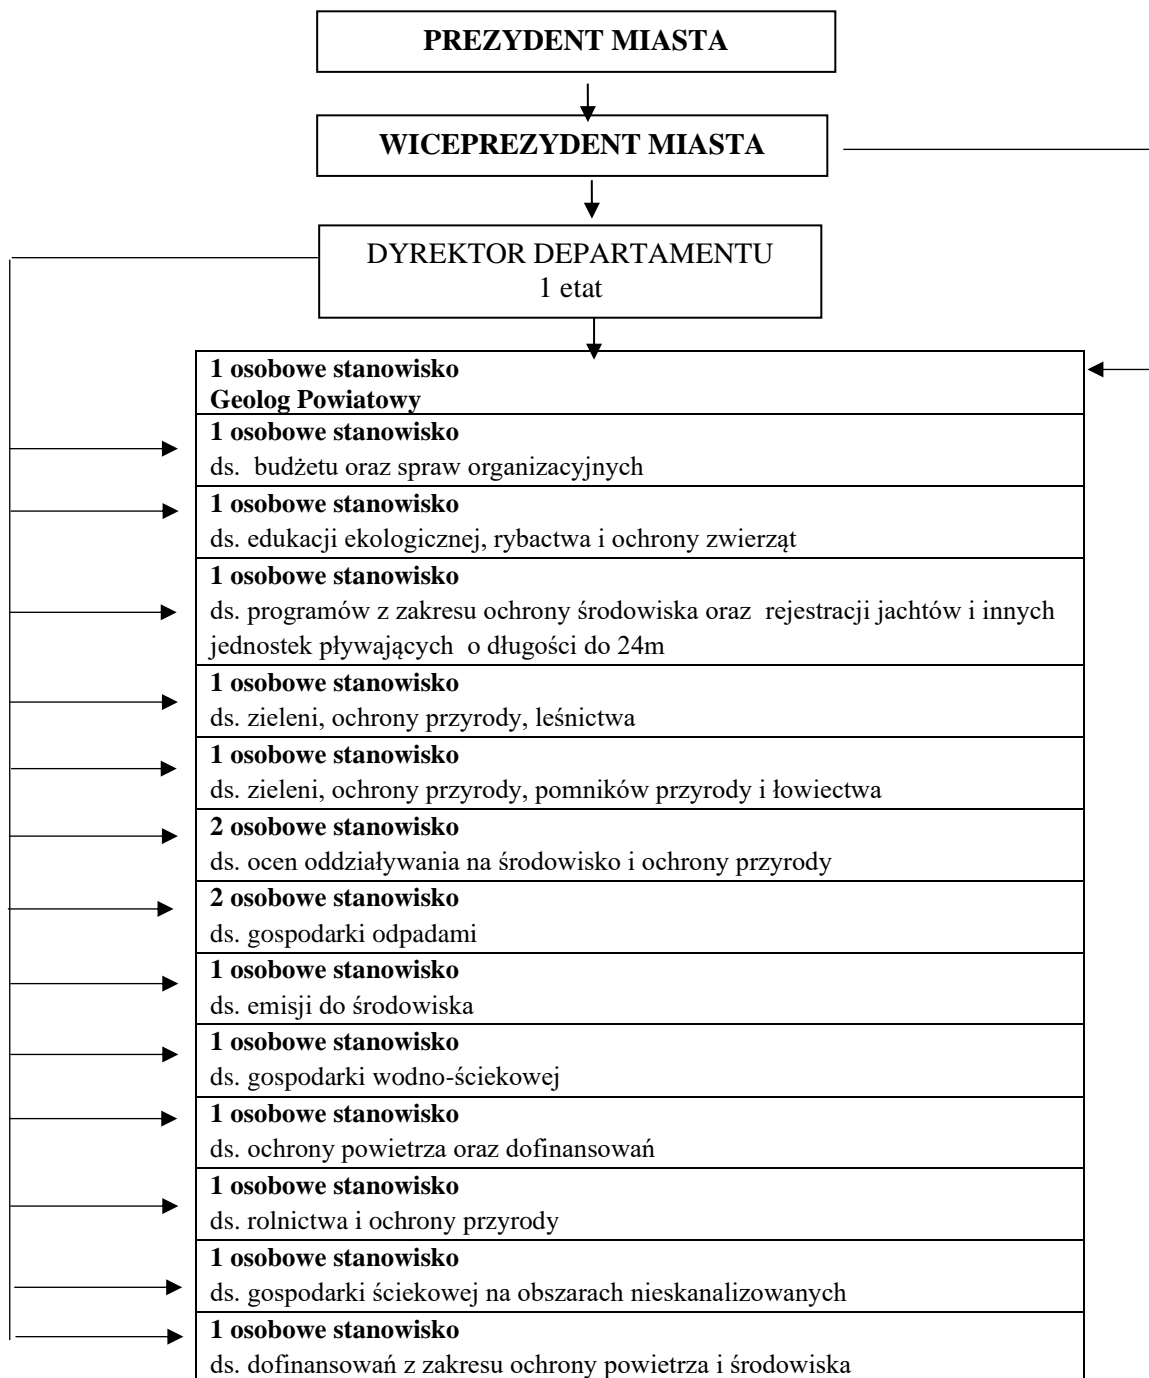 PREZYDENT MIASTA
WICEPREZYDENT MIASTA
DYREKTOR DEPARTAMENTU
1 etat
1 osobowe stanowisko
Geolog Powiatowy
1 osobowe stanowisko
ds. budżetu oraz spraw organizacyjnych
1 osobowe stanowisko
ds. edukacji ekologicznej, rybactwa i ochrony zwierząt
1 osobowe stanowisko
ds. programów z zakresu ochrony środowiska oraz rejestracji jachtów i innych
jednostek pływających o długości do 24m
1 osobowe stanowisko
ds. zieleni, ochrony przyrody, leśnictwa
1 osobowe stanowisko
ds. zieleni, ochrony przyrody, pomników przyrody i łowiectwa
2 osobowe stanowisko
ds. ocen oddziaływania na środowisko i ochrony przyrody
2 osobowe stanowisko
ds. gospodarki odpadami
1 osobowe stanowisko
ds. emisji do środowiska
1 osobowe stanowisko
ds. gospodarki wodno-ściekowej
1 osobowe stanowisko
ds. ochrony powietrza oraz dofinansowań
1 osobowe stanowisko
ds. rolnictwa i ochrony przyrody
1 osobowe stanowisko
ds. gospodarki ściekowej na obszarach nieskanalizowanych
1 osobowe stanowisko
ds. dofinansowań z zakresu ochrony powietrza i środowiska